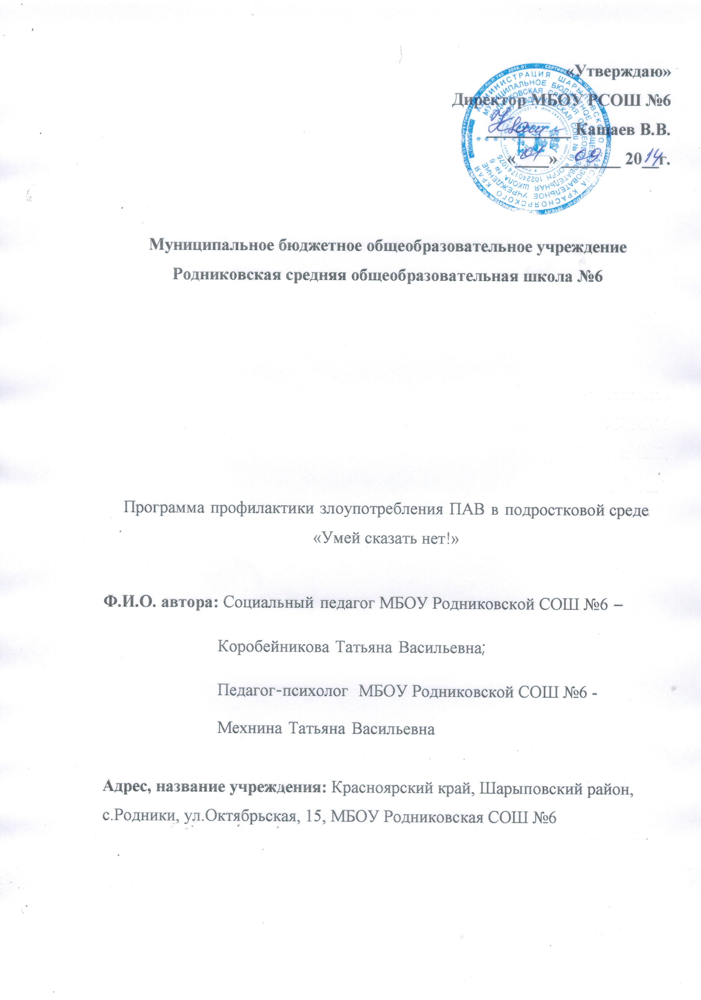 «Утверждаю»
Директор МБОУ РСОШ №6
Кащаев В.В.
«01» 09 2014г.
Муниципальное бюджетное общеобразовательное учреждение
Родниковская средняя общеобразовательная школа №6
Программа профилактики злоупотребления ПАВ в подростковой среде
«Умей сказать нет!»
Ф.И.О. автора: Социальный педагог МБОУ Родниковской СОШ №6 –
Коробейникова Татьяна Васильевна;
Педагог-психолог МБОУ Родниковской СОШ №6 -
Мехнина Татьяна Васильевна
Адрес, название учреждения: Красноярский край, Шарыповский район,
с.Родники, ул.Октябрьская, 15, МБОУ Родниковская СОШ №6